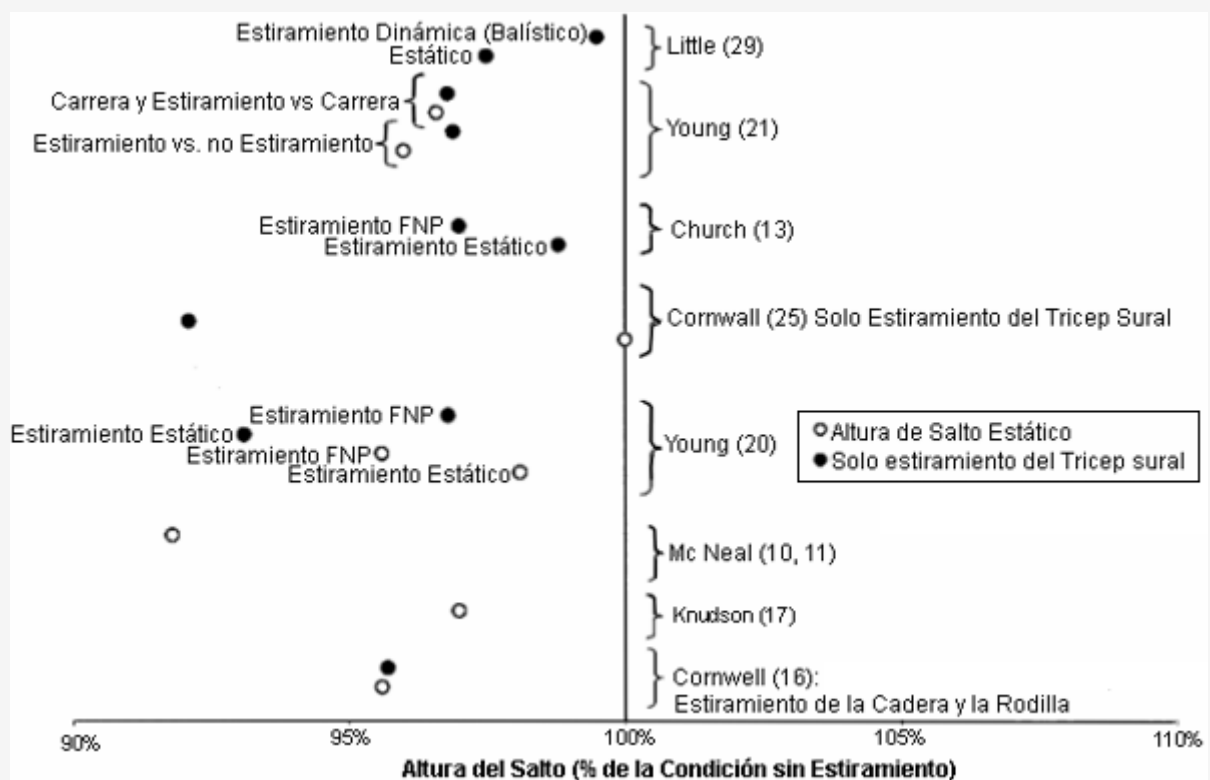 Estiramiento Dinámica (Balístico)
Estático
Little (29)
Carrera y Estiramiento vs Carrera
Estiramiento vs. no Estiramiento
Young (21)
Estiramiento FNP
Estiramiento Estático
Church (13)
Cornwall (25) Solo Estiramiento del Tricep Sural
Estiramiento FNP
Estiramiento Estático
Estiramiento FNP
Estiramiento Estático
Young (20)
Altura de Salto Estático
Solo estiramiento del Tricep sural
Mc Neal (10, 11)
Knudson (17)
Cornwell (16):
Estiramiento de la Cadera y la Rodilla
90% 95% 100% 105% 110%
Altura del Salto (% de la Condición sin Estiramiento)